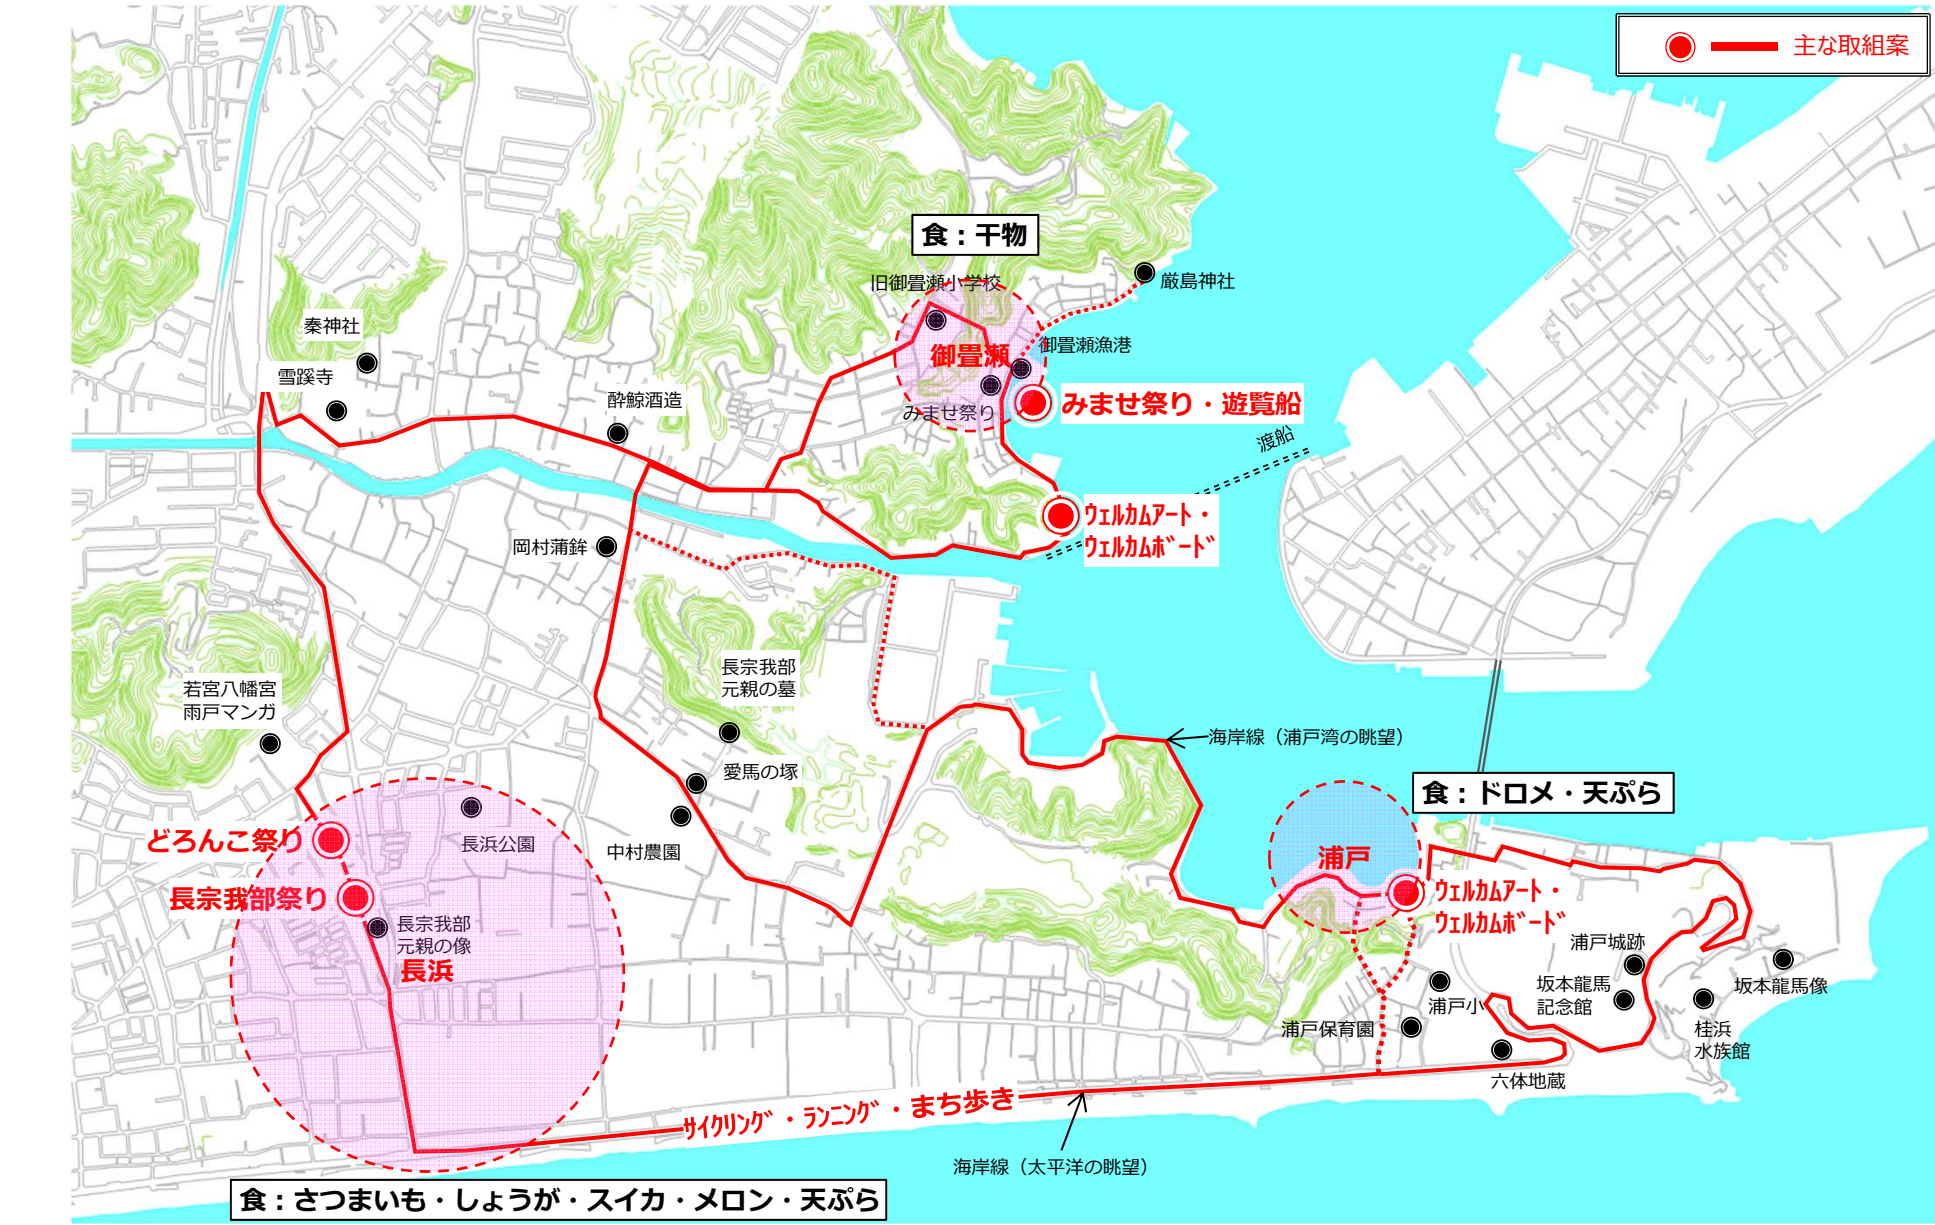 主な取組案
食：干物
旧御畳瀬小学校
厳島神社
秦神社
御畳瀬漁港
御畳瀬
雪蹊寺
酔鯨酒造
みませ祭り
みませ祭り・遊覧船
渡船
ｳｪﾙｶﾑｱｰﾄ・
ｳｪﾙｶﾑﾎﾞｰﾄﾞ
岡村蒲鉾
長宗我部
元親の墓
若宮八幡宮
雨戸マンガ
海岸線（浦戸湾の眺望）
愛馬の塚
食：ドロメ・天ぷら
どろんこ祭り
長浜公園
中村農園
浦戸
長宗我部祭り
ｳｪﾙｶﾑｱｰﾄ・
ｳｪﾙｶﾑﾎﾞｰﾄﾞ
長宗我部
元親の像
長浜
浦戸城跡
坂本龍馬
記念館
坂本龍馬像
浦戸小
浦戸保育園
桂浜
水族館
六体地蔵
ｻｲｸﾘﾝｸﾞ・ﾗﾝﾆﾝｸﾞ・まち歩き
海岸線（太平洋の眺望）
食：さつまいも・しょうが・スイカ・メロン・天ぷら